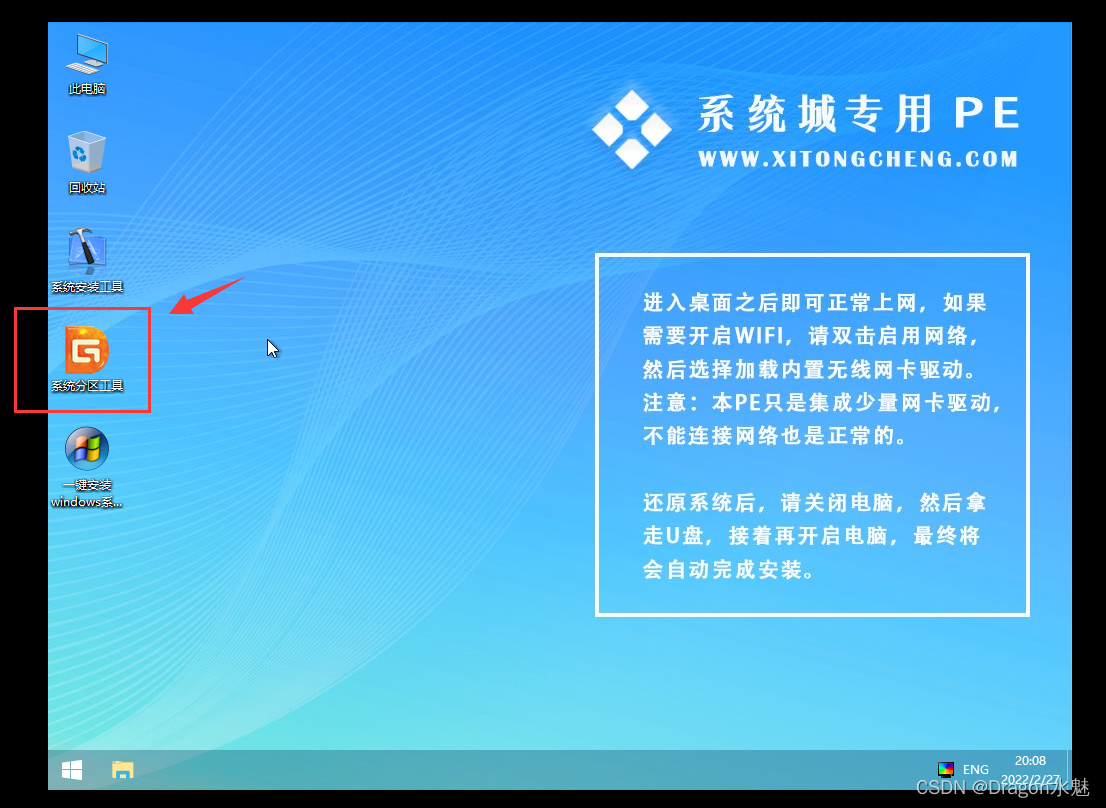 此电脑
回收站
系统安装工具
系统分区工具
一键安装
windows系...
系统城专用 PE
WWW.XITONGCHENG.COM
进入桌面之后即可正常上网，如果
需要开启WIFI，请双击启用网络，
然后选择加载内置无线网卡驱动。
注意：本PE只是集成少量网卡驱动，
不能连接网络也是正常的。
还原系统后，请关闭电脑，然后拿
走U盘，接着再开启电脑，最终将
会自动完成安装。
ENG
20:08
2022/2/27
CSDN @Dragon水魅